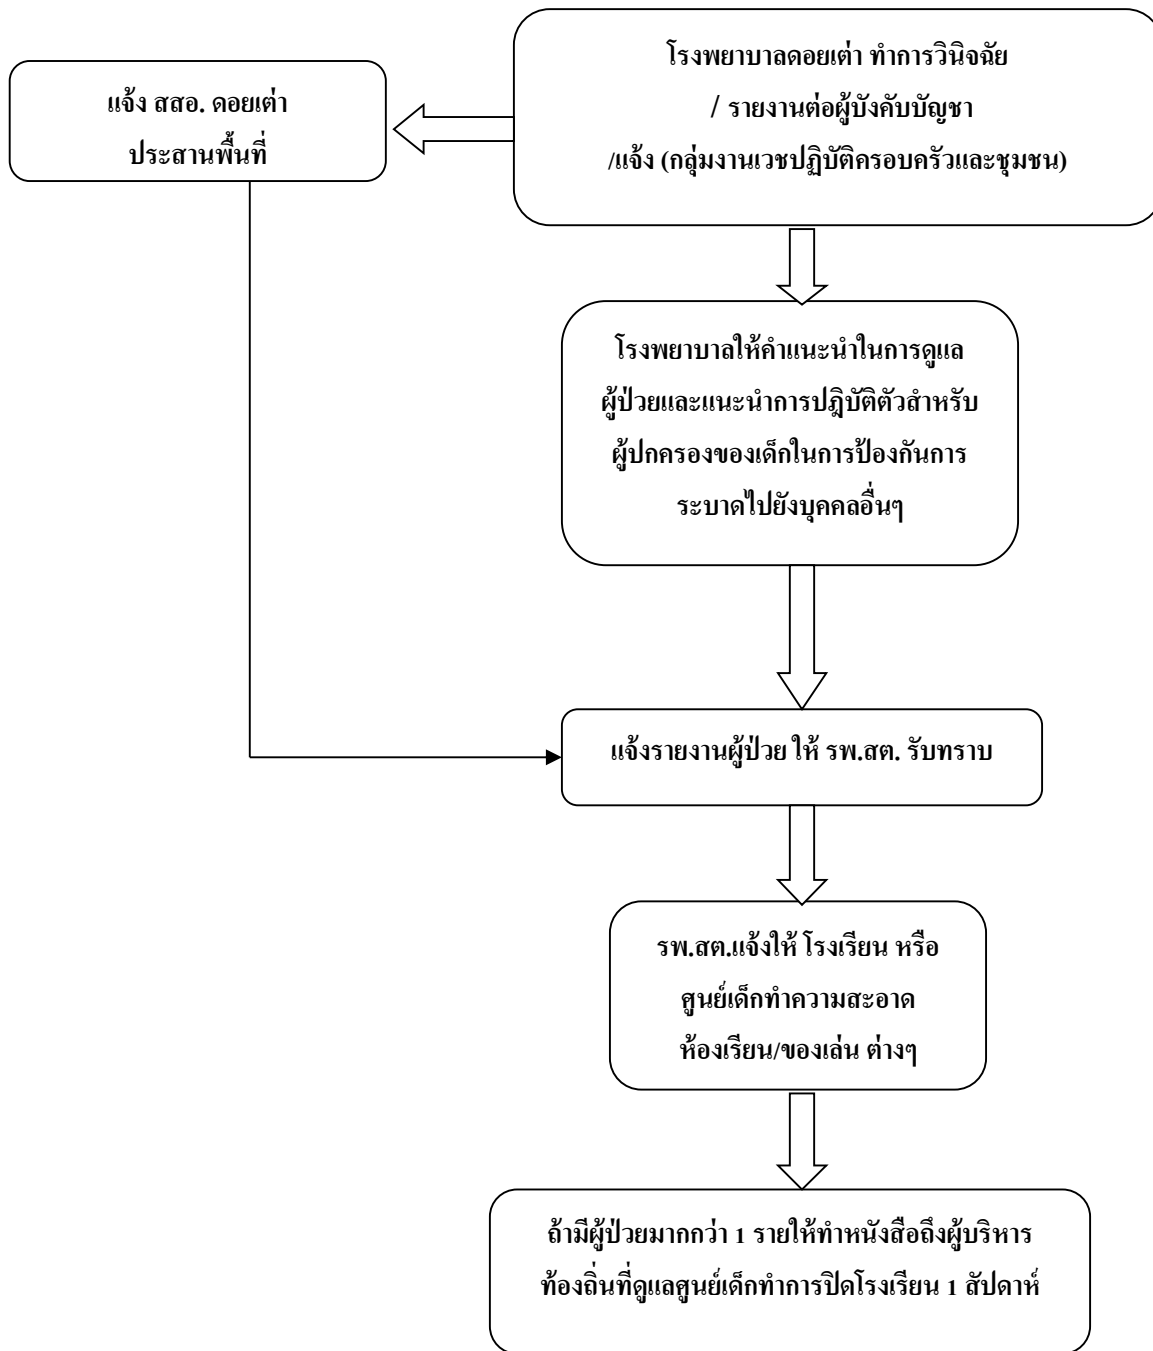 โรงพยาบาลดอยเต่า ทำการวินิจฉัย
/ รายงานต่อผู้บังคับบัญชา
/แจ้ง (กลุ่มงานเวชปฏิบัติครอบครัวและชุมชน)
แจ้ง สสอ. ดอยเต่า
ประสานพื้นที่
โรงพยาบาลให้คำแนะนำในการดูแล
ผู้ป่วยและแนะนำการปฎิบัติตัวสำหรับ
ผู้ปกครองของเด็กในการป้องกันการ
ระบาดไปยังบุคคลอื่นๆ
แจ้งรายงานผู้ป่วย ให้ รพ.สต. รับทราบ
รพ.สต.แจ้งให้ โรงเรียน หรือ
ศูนย์เด็กทำความสะอาด
ห้องเรียน/ของเล่น ต่างๆ
ถ้ามีผู้ป่วยมากกว่า 1 รายให้ทำหนังสือถึงผู้บริหาร
ท้องถิ่นที่ดูแลศูนย์เด็กทำการปิดโรงเรียน 1 สัปดาห์